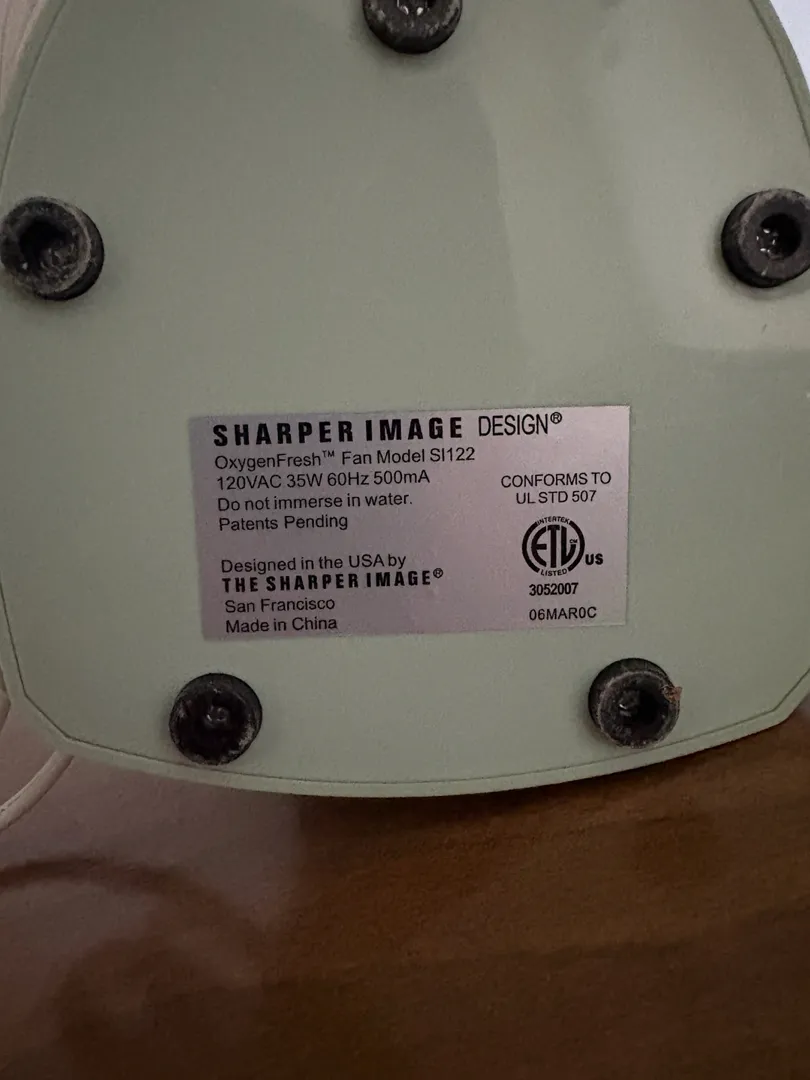 SHARPER IMAGE DESIGN®
OxygenFresh™ Fan Model SI122
120VAC 35W 60Hz 500mA
Do not immerse in water.
Patents Pending
Designed in the USA by
THE SHARPER IMAGE®
San Francisco
Made in China
CONFORMS TO
UL STD 507
INTERTEK
ETL CM
LISTED
US
3052007
06MAR0C